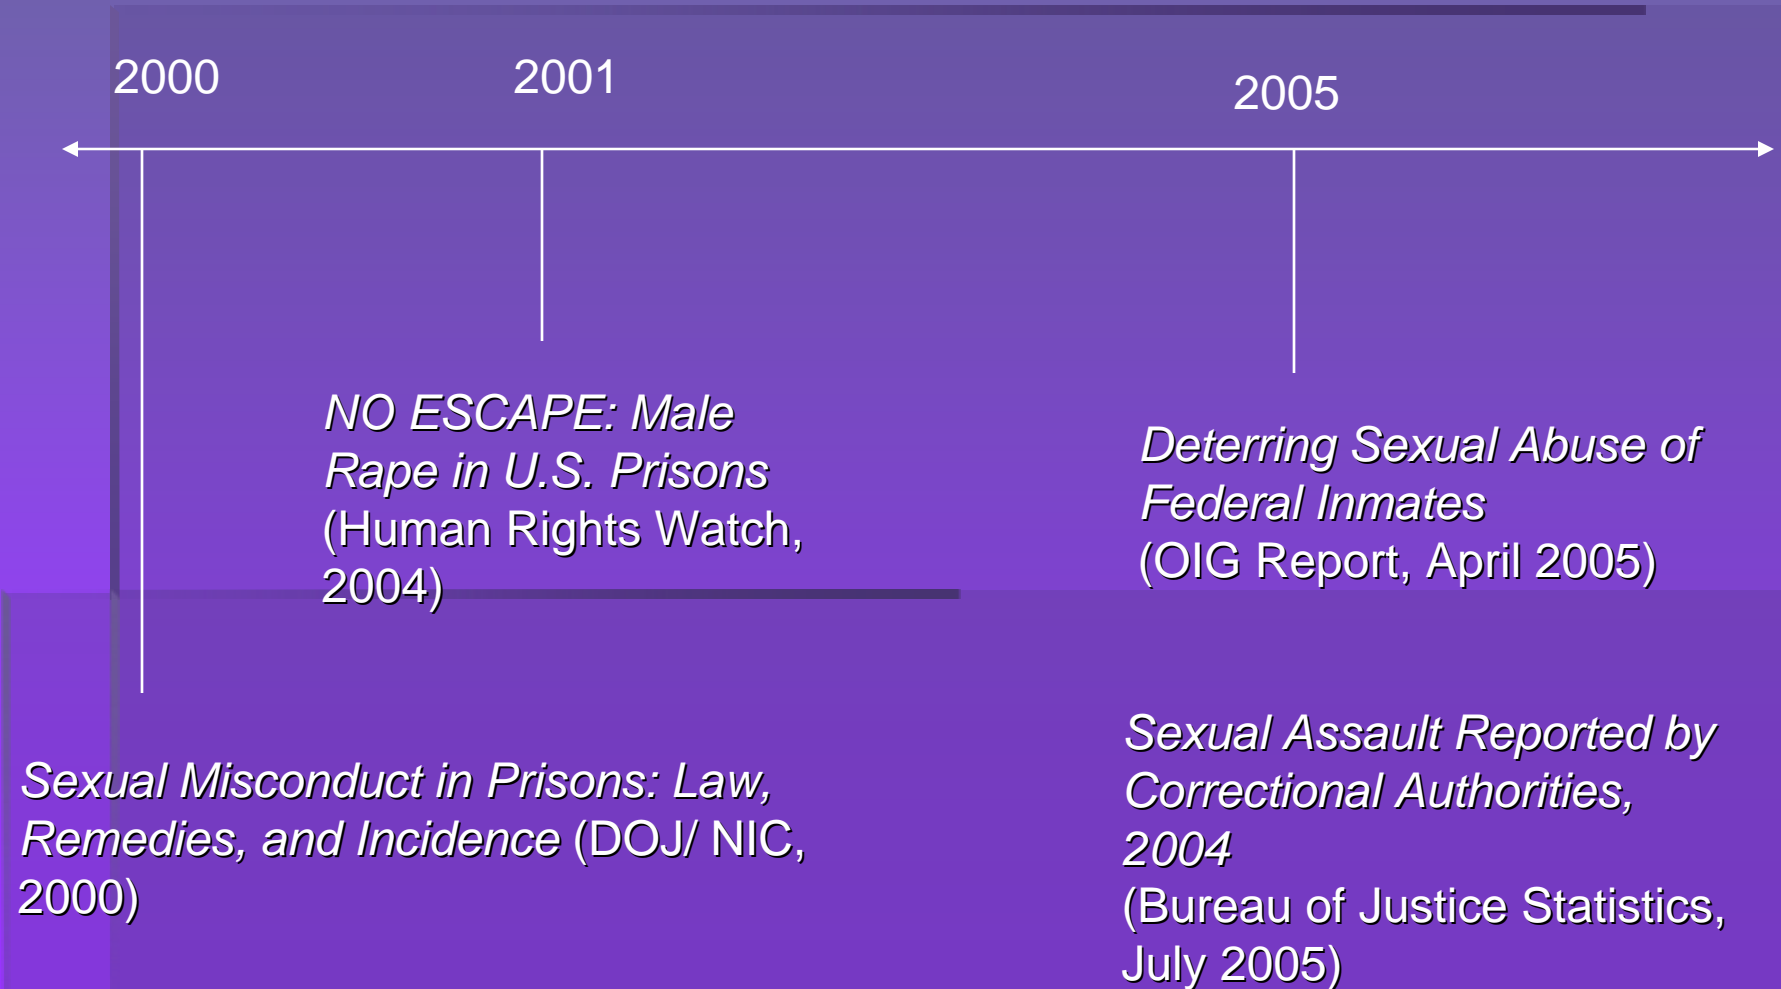 2000
2001
2005
NO ESCAPE: Male
Rape in U.S. Prisons
(Human Rights Watch,
2004)
Deterring Sexual Abuse of
Federal Inmates
(OIG Report, April 2005)
Sexual Misconduct in Prisons: Law,
Remedies, and Incidence (DOJ/ NIC,
2000)
Sexual Assault Reported by
Correctional Authorities,
2004
(Bureau of Justice Statistics,
July 2005)